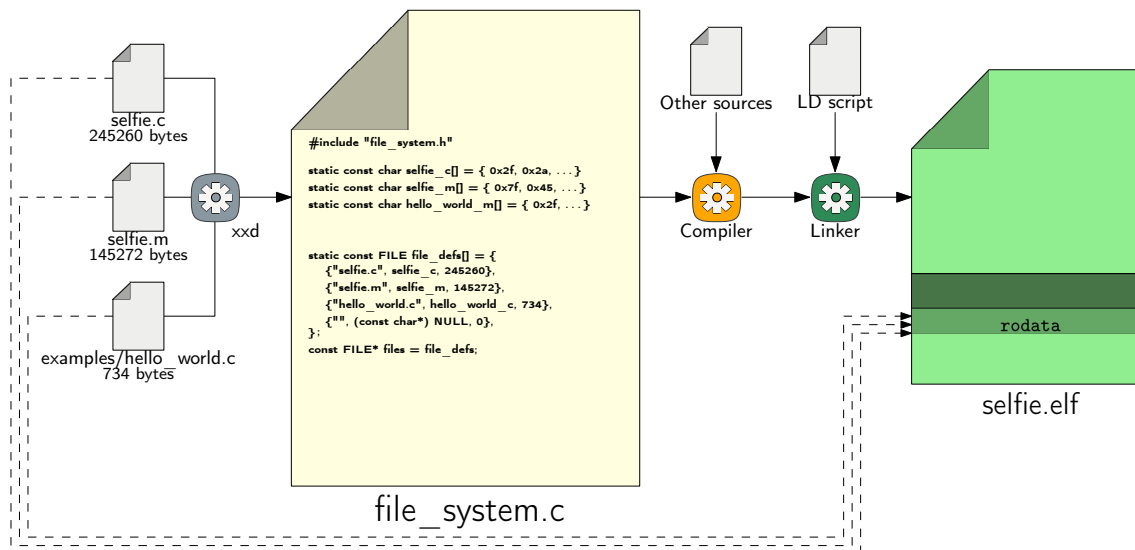 selfie.c
245260 bytes
selfie.m
145272 bytes
examples/hello_world.c
734 bytes
xxd
#include "file_system.h"
static const char selfie_c[] = { 0x2f, 0x2a, ...}
static const char selfie_m[] = { 0x7f, 0x45, ...}
static const char hello_world_m[] = { 0x2f, ...}
static const FILE file_defs[] = {
{"selfie.c", selfie_c, 245260},
{"selfie.m", selfie_m, 145272},
{"hello_world.c", hello_world_c, 734},
{"", (const char*) NULL, 0},
};
const FILE* files = file_defs;
file_system.c
Other sources
Compiler
LD script
Linker
rodata
selfie.elf